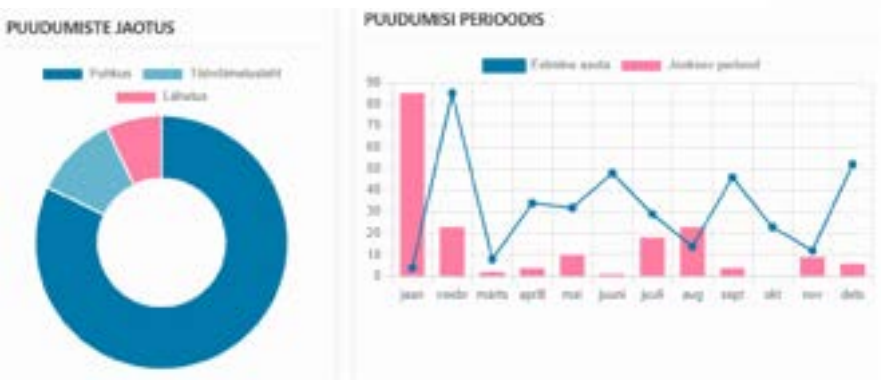 PUUDUMISTE JAOTUS
Puhkus Töövõimetusleht
Lähetus
PUUDUMISI PERIOODIS
Eelmine aasta Jooksev periood
90
80
70
60
50
40
30
20
10
0
jaan veebr märts aprill mai juuni juuli aug sept okt nov dets